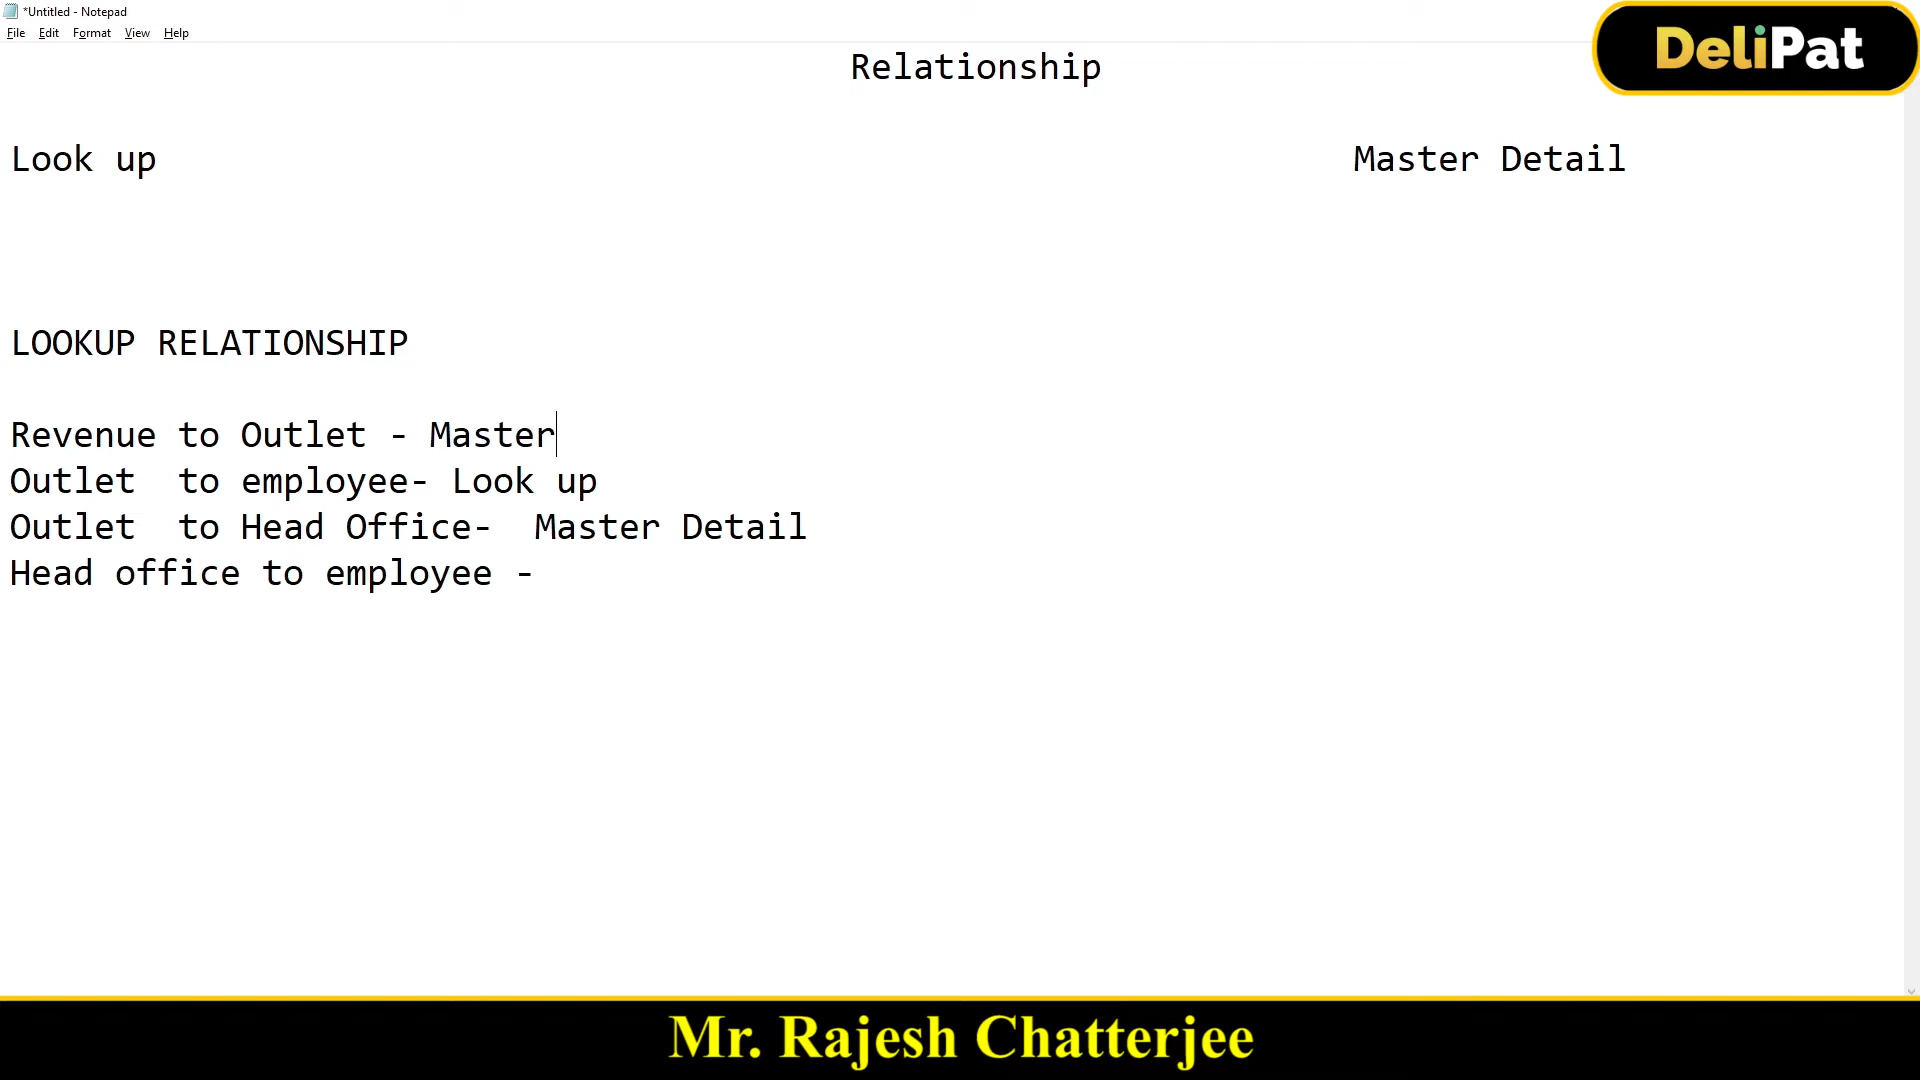 *Untitled - Notepad
File Edit Format View Help
DeliPat
Relationship
Look up Master Detail
LOOKUP RELATIONSHIP
Revenue to Outlet - Master
Outlet  to employee- Look up
Outlet  to Head Office-  Master Detail
Head office to employee -
Mr. Rajesh Chatterjee